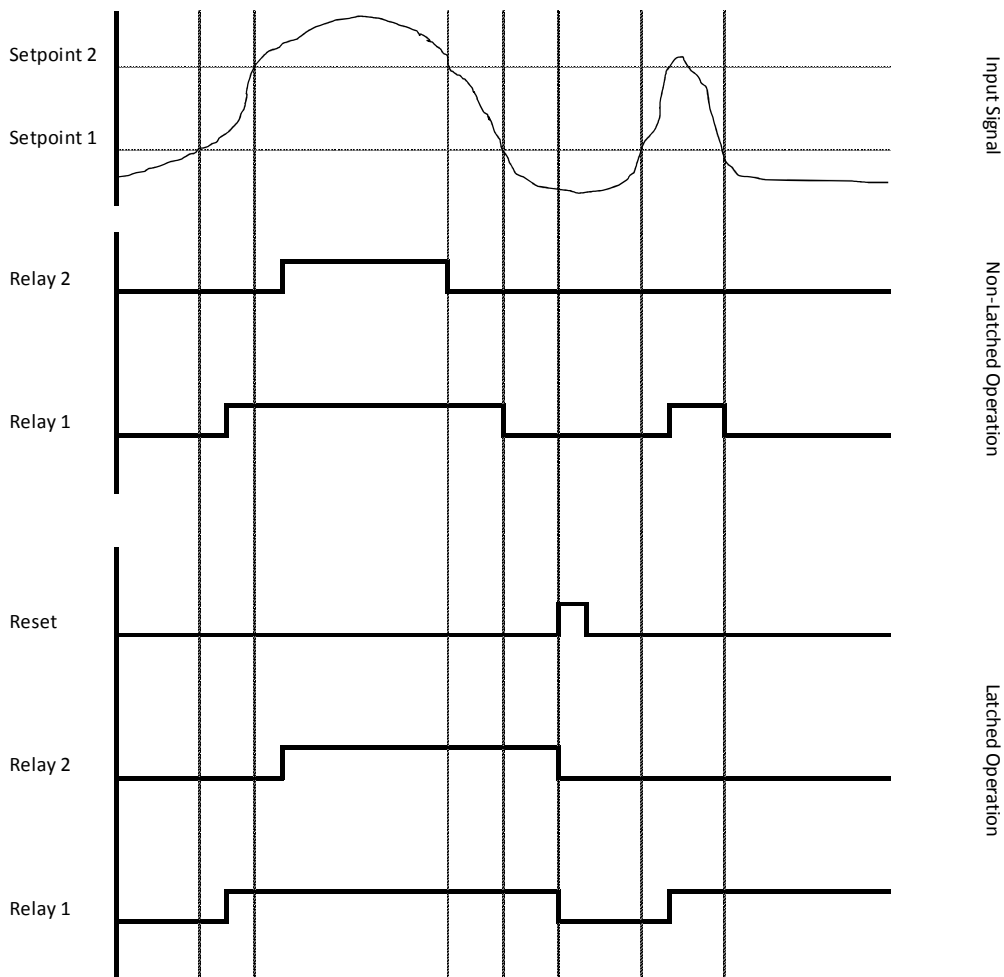 Setpoint 2
Setpoint 1
Input Signal
Relay 2
Relay 1
Non-Latched Operation
Reset
Relay 2
Relay 1
Latched Operation